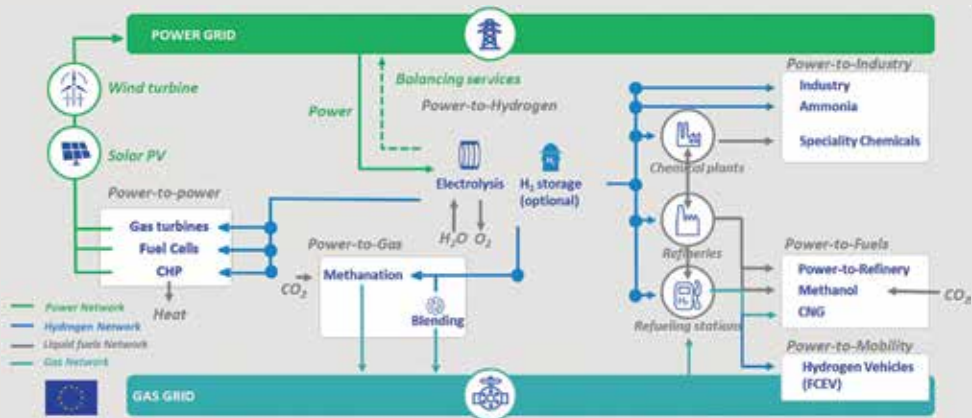 POWER GRID
Wind turbine
Balancing services
Power-to-Hydrogen
Power
Solar PV
Power-to-power
Gas turbines
Fuel Cells
CHP
Heat
Electrolysis
H₂O O₂
H₂ storage
(optional)
Power-to-Gas
Methanation
CO₂
Blending
Chemical plants
Refineries
H₂
Refueling stations
Power-to-Industry
Industry
Ammonia
Speciality Chemicals
Power-to-Fuels
Power-to-Refinery
Methanol
CO₂
CNG
Power-to-Mobility
Hydrogen Vehicles
(FCEV)
Power Network
Hydrogen Network
Liquid fuels Network
Gas Network
GAS GRID